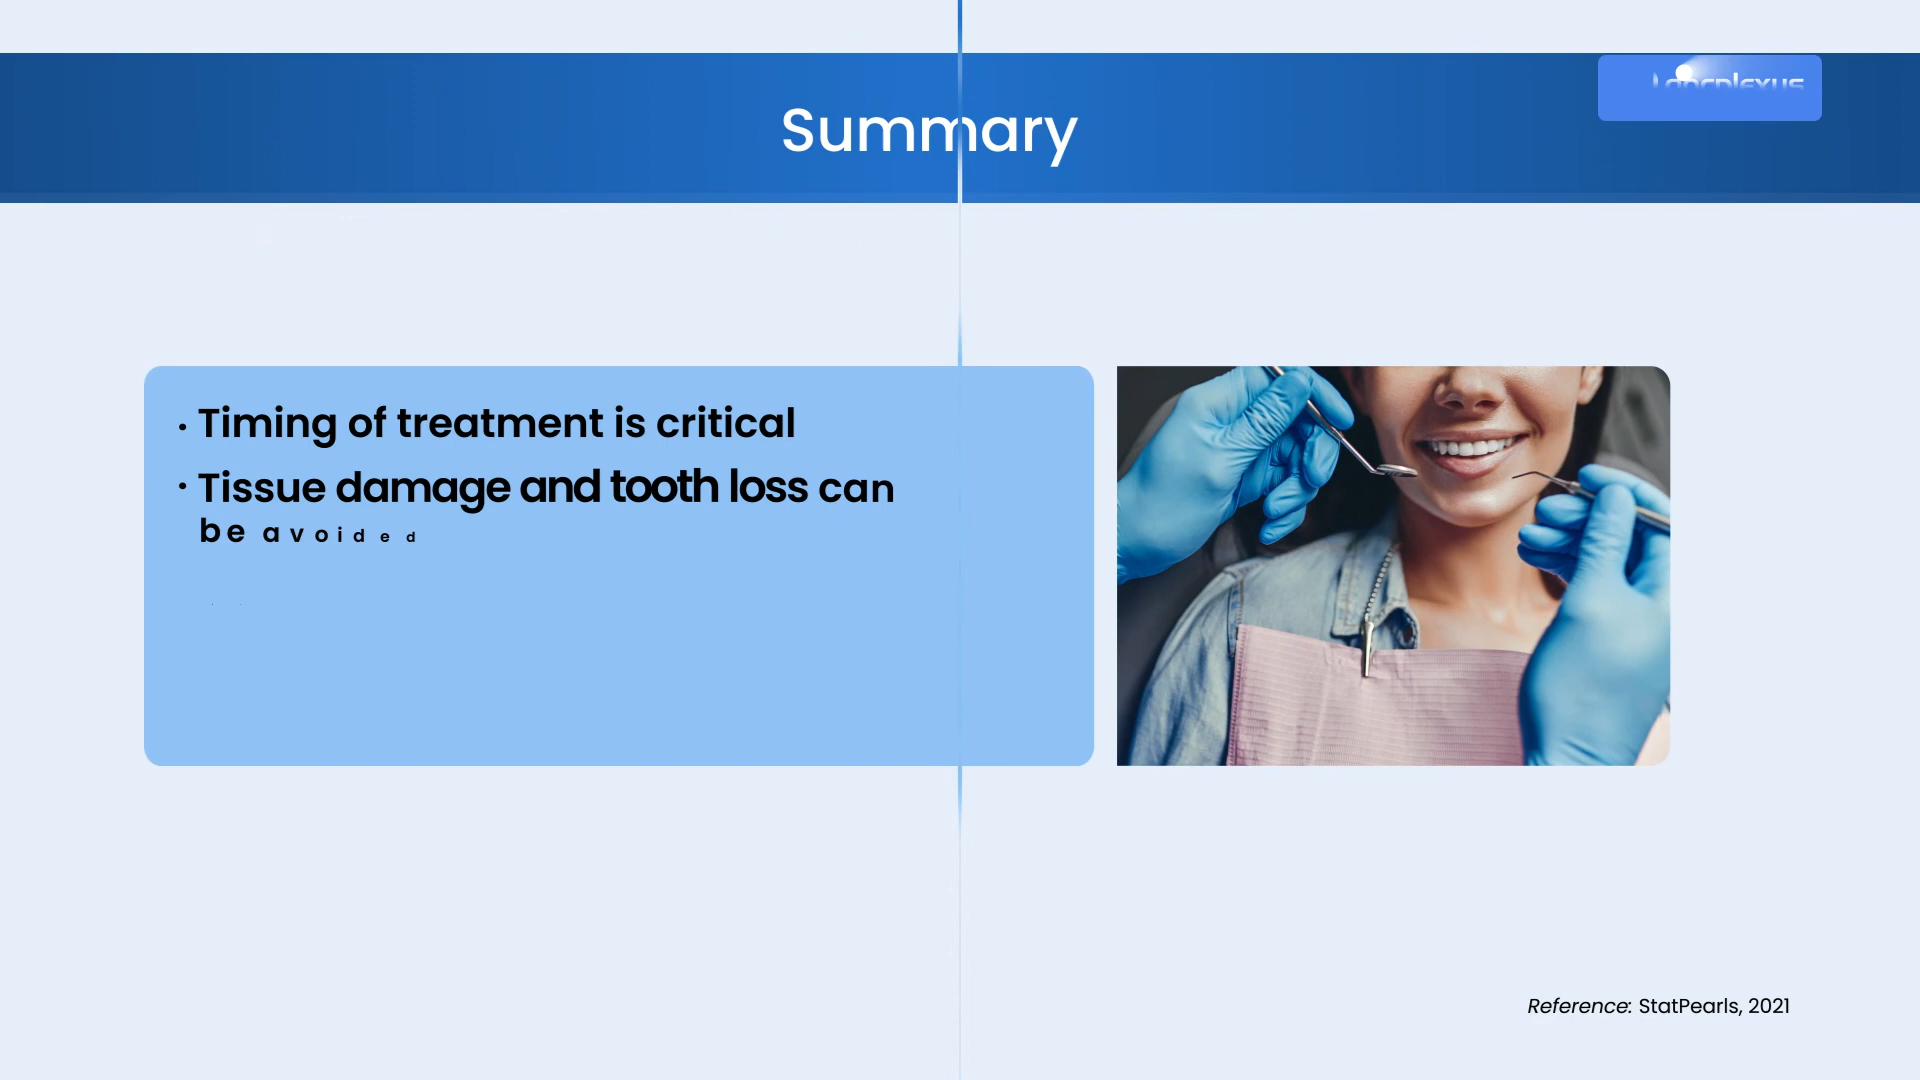 Summary
• Timing of treatment is critical
• Tissue damage and tooth loss can
be avoided
Reference: StatPearls, 2021